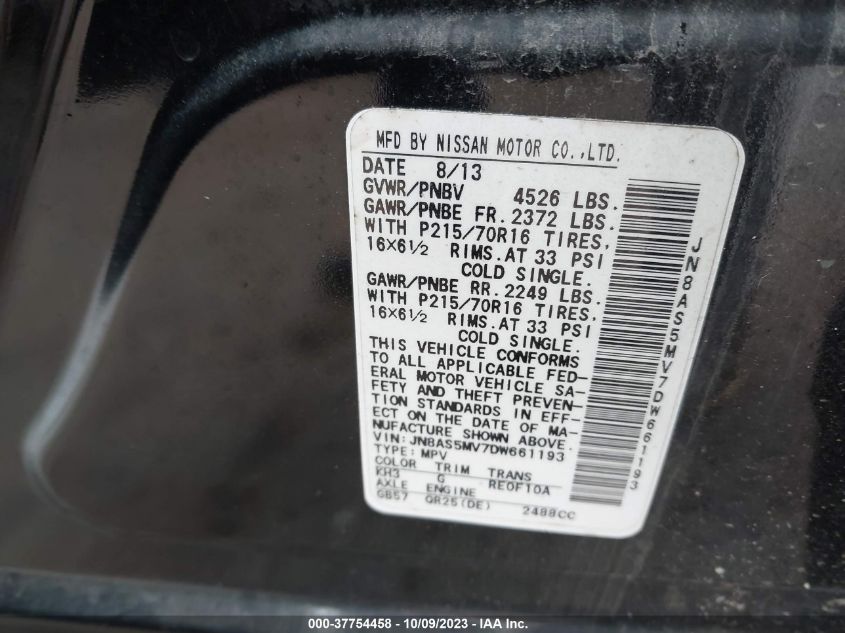 MFD BY NISSAN MOTOR CO.,LTD.
DATE 8/13
GVWR/PNBV 4526 LBS.
GAWR/PNBE FR. 2372 LBS.
WITH P215/70R16 TIRES,
16×6½ RIMS.AT 33 PSI
COLD SINGLE.
GAWR/PNBE RR. 2249 LBS.
WITH P215/70R16 TIRES,
16×6½ RIMS.AT 33 PSI
COLD SINGLE.
THIS VEHICLE CONFORMS
TO ALL APPLICABLE FED-
ERAL MOTOR VEHICLE SA-
FETY AND THEFT PREVEN-
TION STANDARDS IN EFF-
ECT ON THE DATE OF MA-
NUFACTURE SHOWN ABOVE.
VIN: JN8AS5MV7DW661193
TYPE: MPV
COLOR TRIM TRANS
KH3 G RE0F10A
AXLE ENGINE
GB57 QR25(DE) 2488CC
JN8AS5MV7DW661193
000-37754458 - 10/09/2023 - IAA Inc.